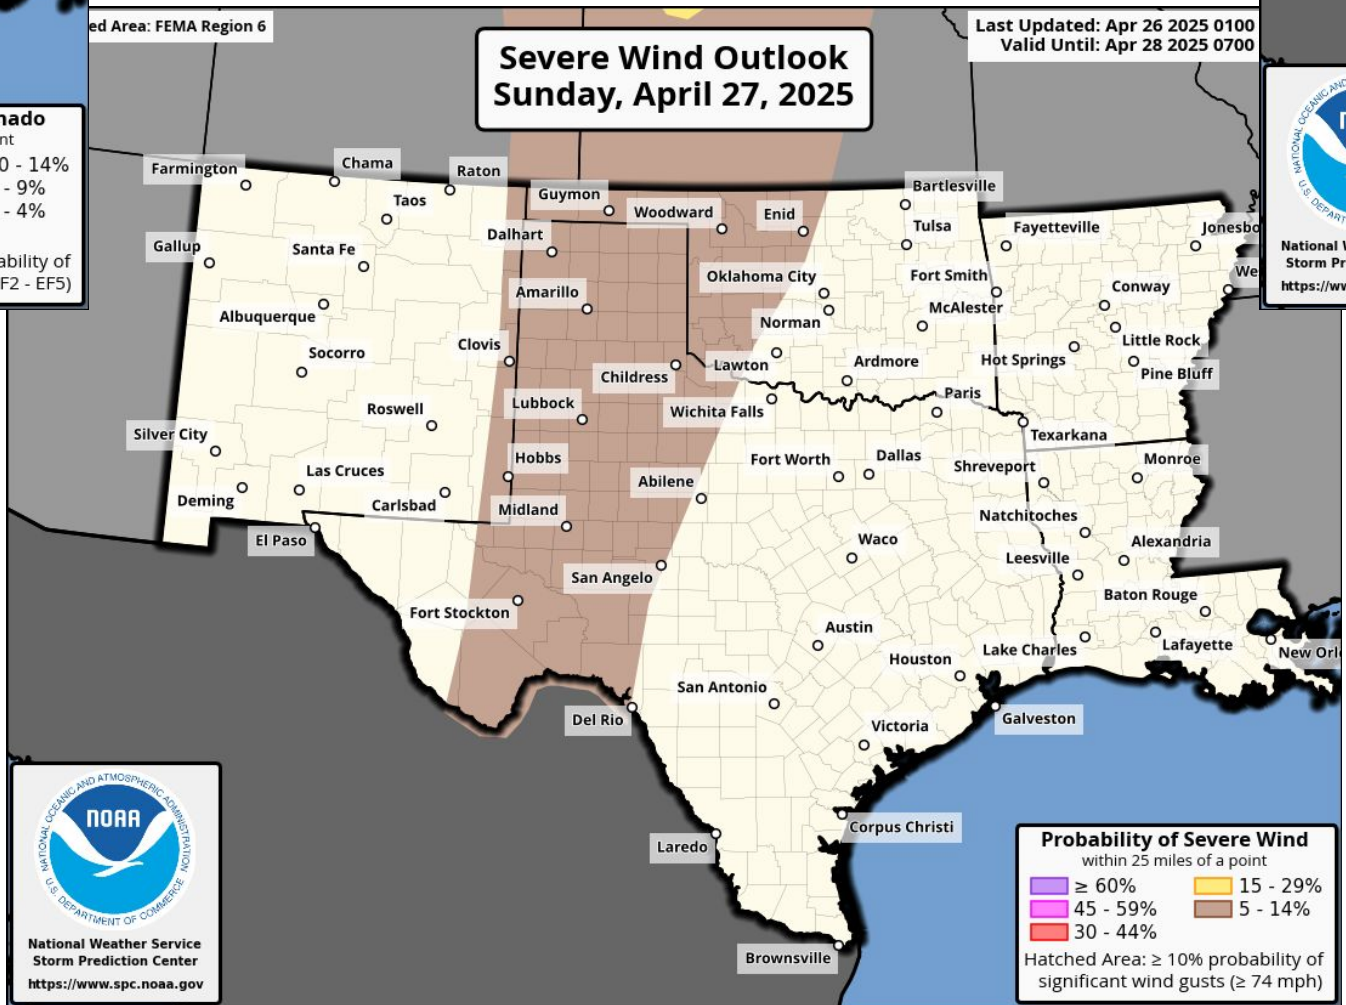 ed Area: FEMA Region 6
Severe Wind Outlook
Sunday, April 27, 2025
Last Updated: Apr 26 2025 0100
Valid Until: Apr 28 2025 0700
nado
nt
0 - 14%
- 9%
- 4%
ability of
F2 - EF5)
National W
Storm Pr
https://ww
Farmington
Chama
Raton
Taos
Guymon
Woodward
Enid
Bartlesville
Gallup
Santa Fe
Dalhart
Tulsa
Fayetteville
Jonesbo
Albuquerque
Amarillo
Oklahoma City
Fort Smith
Conway
We
Socorro
Clovis
Norman
McAlester
Little Rock
Childress
Lawton
Ardmore
Hot Springs
Pine Bluff
Roswell
Lubbock
Wichita Falls
Paris
Silver City
Texarkana
Las Cruces
Hobbs
Fort Worth
Dallas
Shreveport
Monroe
Deming
Carlsbad
Midland
Abilene
Natchitoches
El Paso
Waco
Leesville
Alexandria
San Angelo
Fort Stockton
Baton Rouge
Austin
Houston
Lake Charles
Lafayette
New Orl
San Antonio
Del Rio
Victoria
Galveston
Laredo
Corpus Christi
Brownsville
NATIONAL OCEANIC AND ATMOSPHERIC ADMINISTRATION
NOAA
U.S. DEPARTMENT OF COMMERCE
National Weather Service
Storm Prediction Center
https://www.spc.noaa.gov
Probability of Severe Wind
within 25 miles of a point
≥ 60%
15 - 29%
45 - 59%
5 - 14%
30 - 44%
Hatched Area: ≥ 10% probability of
significant wind gusts (≥ 74 mph)